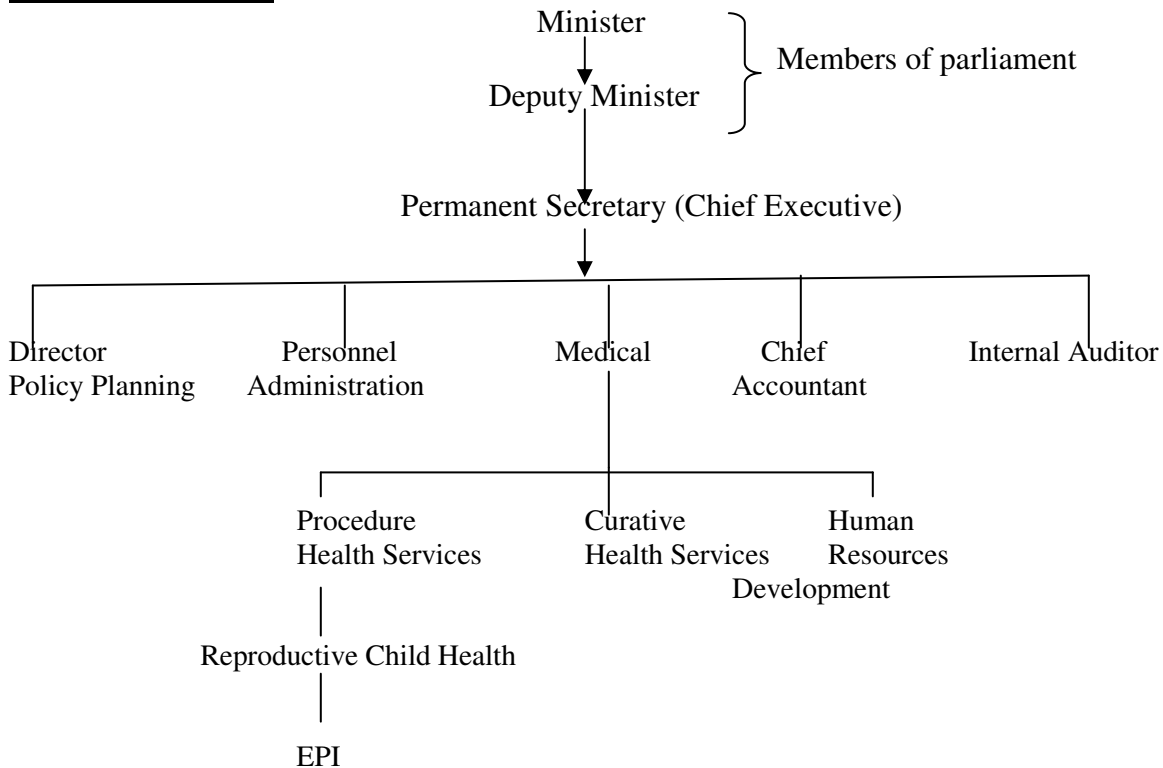 Minister
Members of parliament
Deputy Minister
Permanent Secretary (Chief Executive)
Director
Policy Planning
Personnel
Administration
Medical
Chief
Accountant
Internal Auditor
Procedure
Health Services
Curative
Health Services
Human
Resources
Development
Reproductive Child Health
EPI